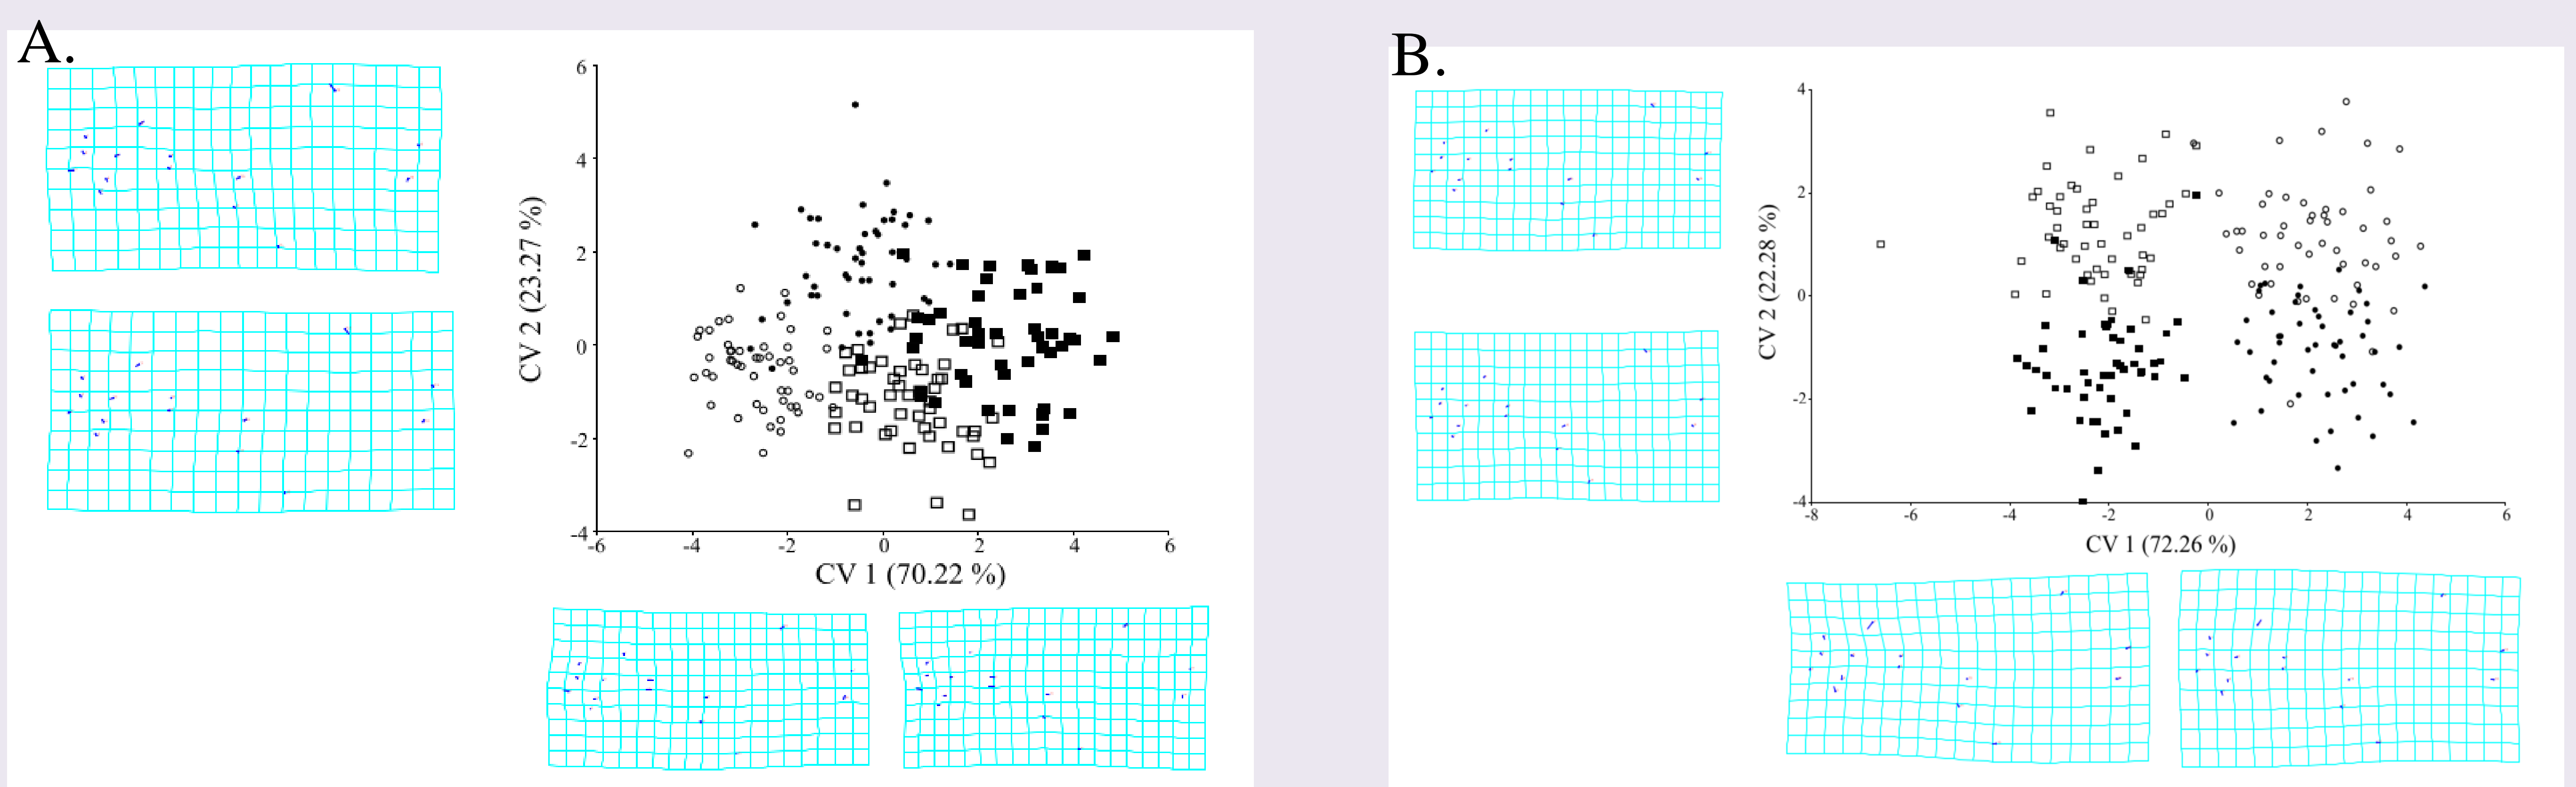 A.
6
4
2
0
-2
-4
CV 2 (23.27 %)
-6 -4 -2 0 2 4 6
CV 1 (70.22 %)
B.
4
2
0
-2
-4
CV 2 (22.28 %)
-8 -6 -4 -2 0 2 4 6
CV 1 (72.26 %)